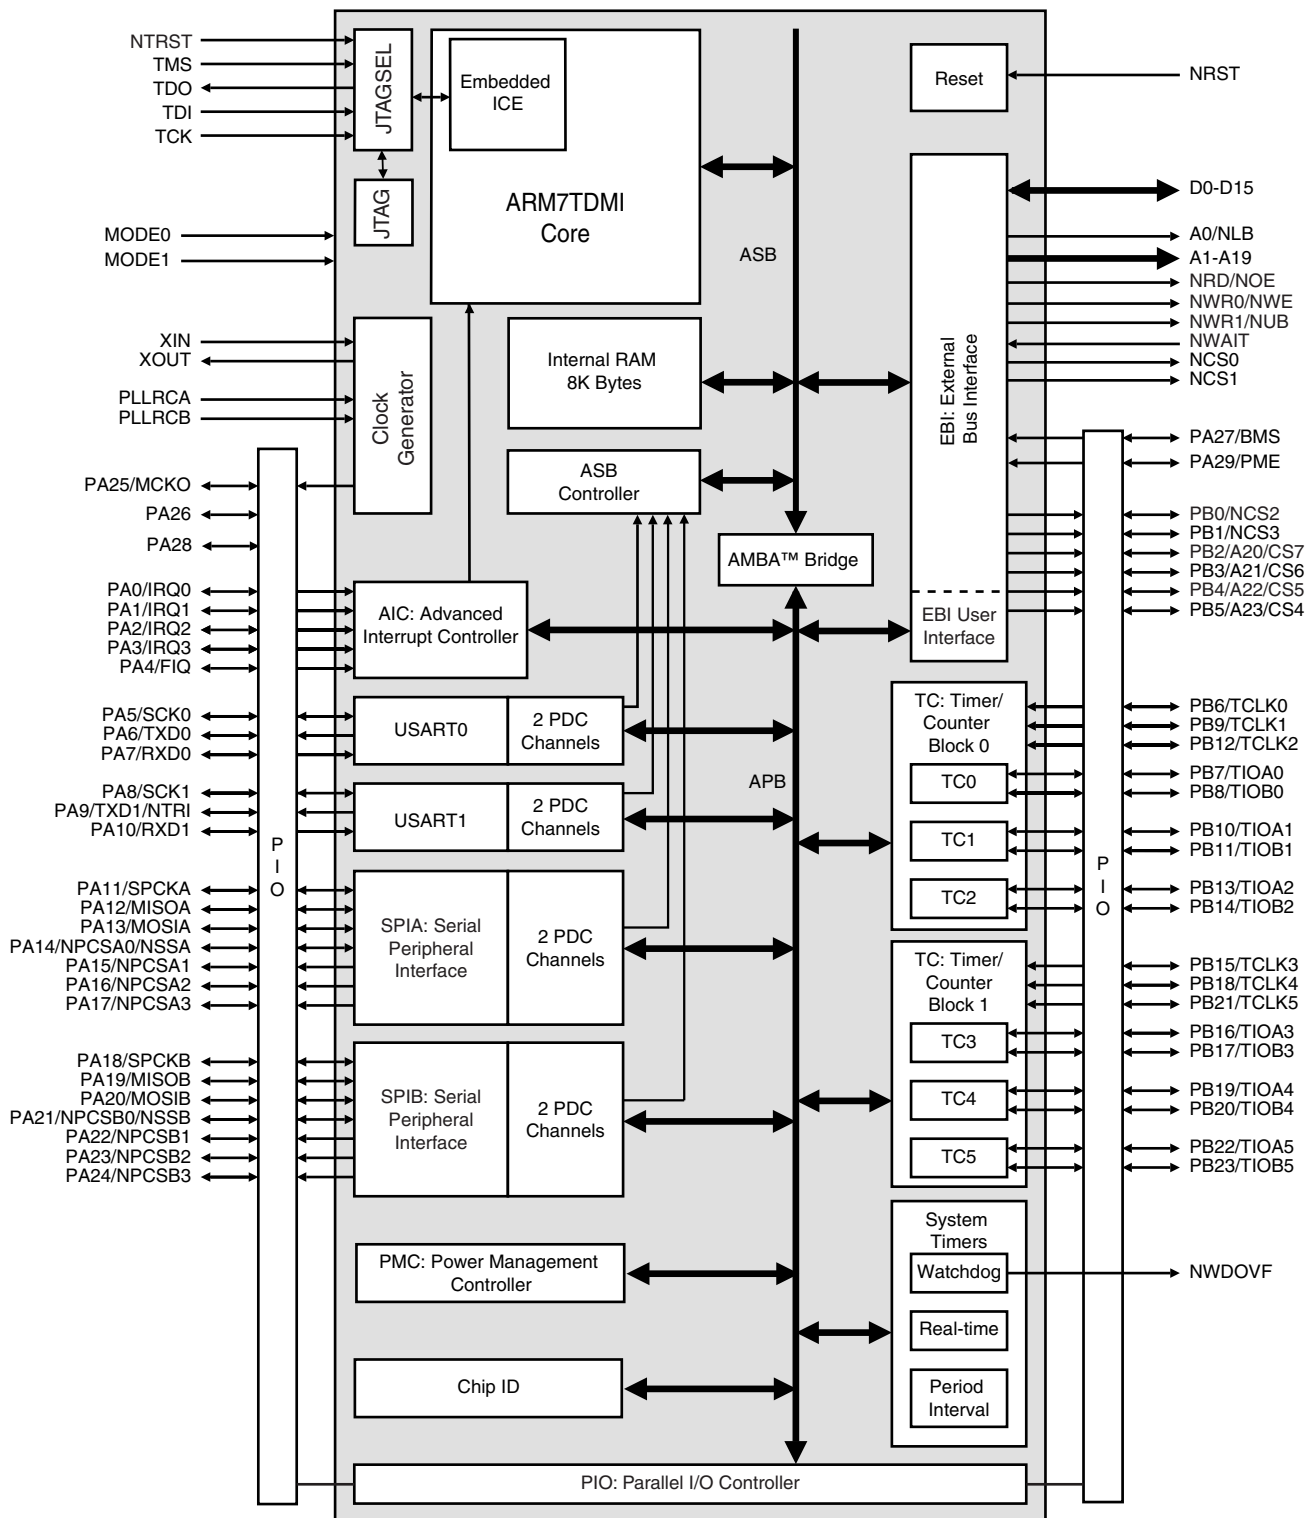 NTRST
TMS
TDO
TDI
TCK
MODE0
MODE1
XIN
XOUT
PLLRCA
PLLRCB
PA25/MCKO
PA26
PA28
PA0/IRQ0
PA1/IRQ1
PA2/IRQ2
PA3/IRQ3
PA4/FIQ
PA5/SCK0
PA6/TXD0
PA7/RXD0
PA8/SCK1
PA9/TXD1/NTRI
PA10/RXD1
PA11/SPCKA
PA12/MISOA
PA13/MOSIA
PA14/NPCSA0/NSSA
PA15/NPCSA1
PA16/NPCSA2
PA17/NPCSA3
PA18/SPCKB
PA19/MISOB
PA20/MOSIB
PA21/NPCSB0/NSSB
PA22/NPCSB1
PA23/NPCSB2
PA24/NPCSB3
P
I
O
JTAGSEL
JTAG
Embedded
ICE
ARM7TDMI
Core
Clock
Generator
Internal RAM
8K Bytes
ASB
Controller
ASB
AMBA™ Bridge
AIC: Advanced
Interrupt Controller
USART0
2 PDC
Channels
USART1
2 PDC
Channels
APB
SPIA: Serial
Peripheral
Interface
2 PDC
Channels
SPIB: Serial
Peripheral
Interface
2 PDC
Channels
PMC: Power Management
Controller
Chip ID
PIO: Parallel I/O Controller
Reset
EBI: External
Bus Interface
EBI User
Interface
TC: Timer/
Counter
Block 0
TC0
TC1
TC2
TC: Timer/
Counter
Block 1
TC3
TC4
TC5
System
Timers
Watchdog
Real-time
Period
Interval
P
I
O
NRST
D0-D15
A0/NLB
A1-A19
NRD/NOE
NWR0/NWE
NWR1/NUB
NWAIT
NCS0
NCS1
PA27/BMS
PA29/PME
PB0/NCS2
PB1/NCS3
PB2/A20/CS7
PB3/A21/CS6
PB4/A22/CS5
PB5/A23/CS4
PB6/TCLK0
PB9/TCLK1
PB12/TCLK2
PB7/TIOA0
PB8/TIOB0
PB10/TIOA1
PB11/TIOB1
PB13/TIOA2
PB14/TIOB2
PB15/TCLK3
PB18/TCLK4
PB21/TCLK5
PB16/TIOA3
PB17/TIOB3
PB19/TIOA4
PB20/TIOB4
PB22/TIOA5
PB23/TIOB5
NWDOVF